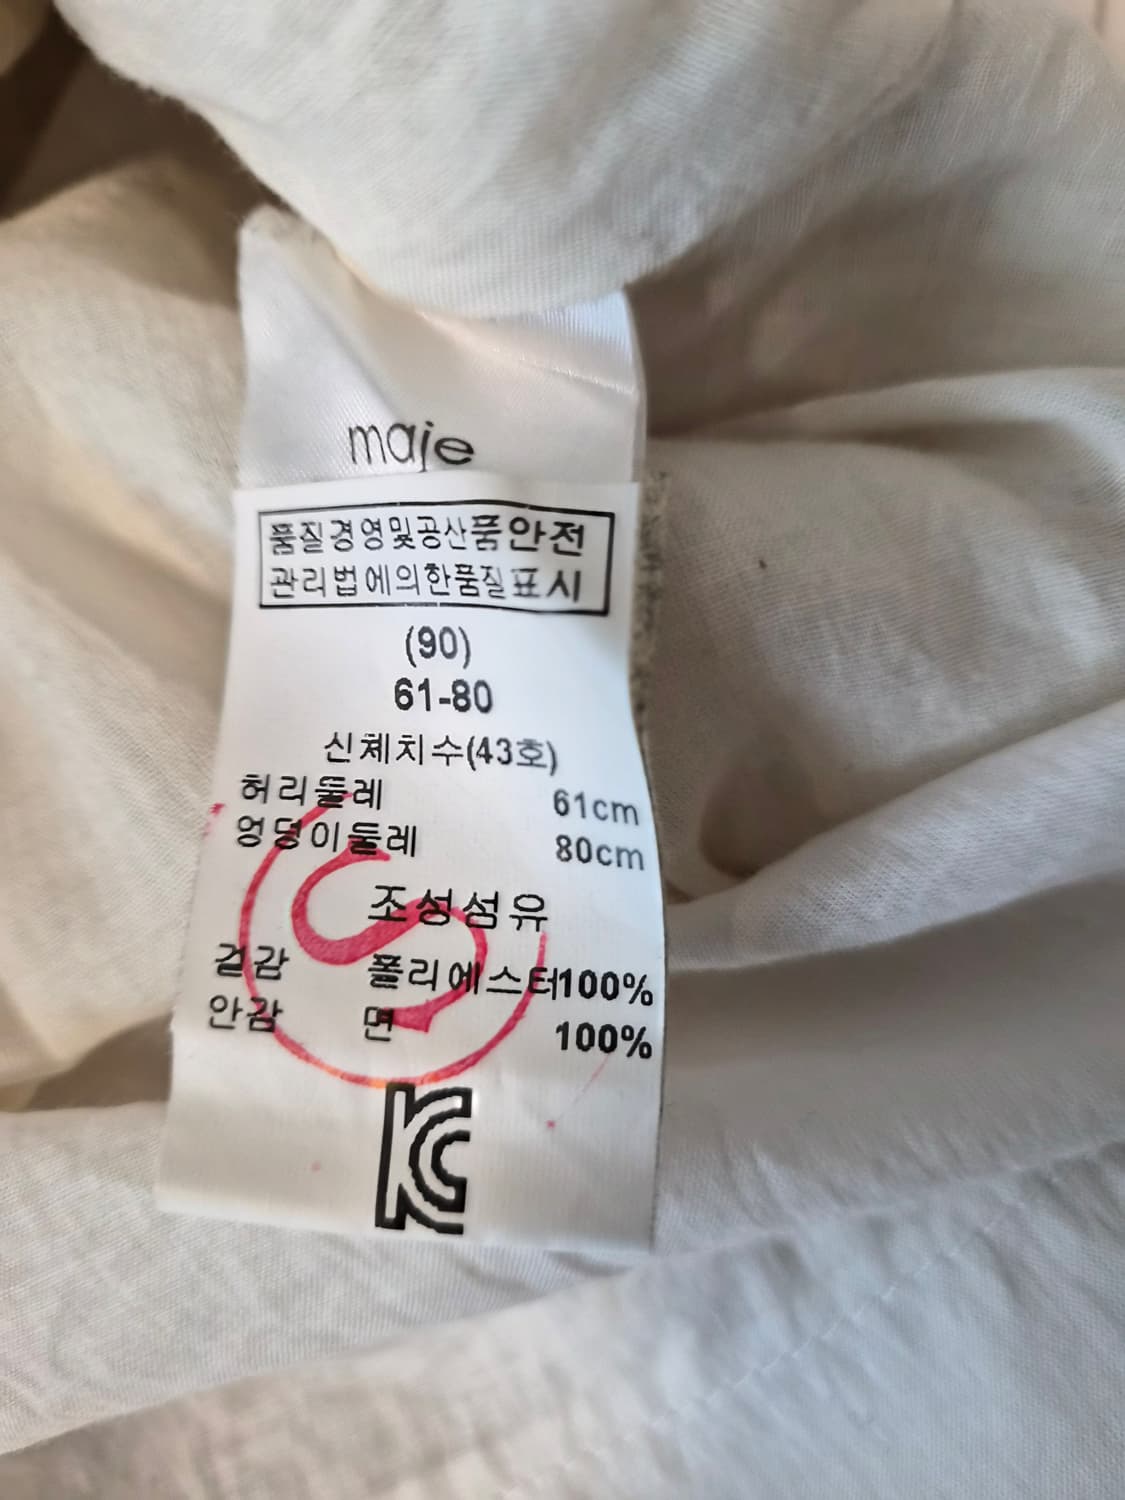 maje
품질경영및공산품안전
관리법에의한품질표시
(90)
61-80
신체치수(43호)
허리둘레 61cm
엉덩이둘레 80cm
조성섬유
겉감 폴리에스터100%
안감 면 100%
S
KC